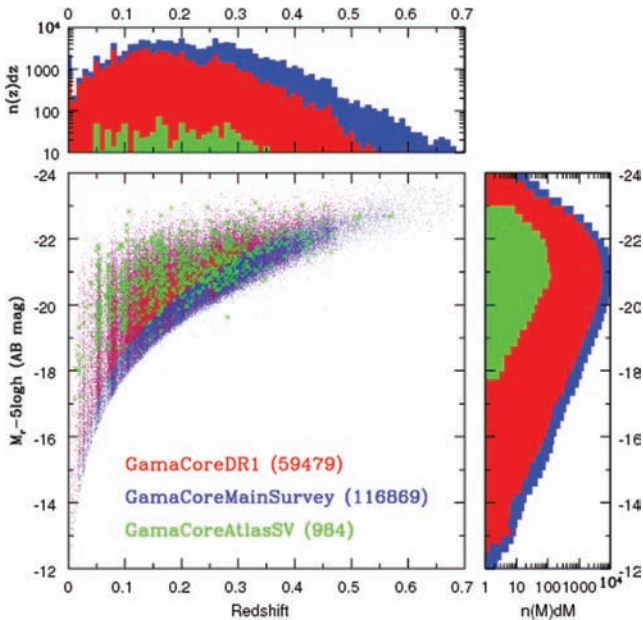 0 0.1 0.2 0.3 0.4 0.5 0.6 0.7
10⁴
1000
100
10
n(z)dz
-24
-22
-20
-18
-16
-14
-12
M_r-5logh (AB mag)
GamaCoreDR1 (59479)
GamaCoreMainSurvey (116869)
GamaCoreAtlasSV (984)
0 0.1 0.2 0.3 0.4 0.5 0.6 0.7
Redshift
-24
-22
-20
-18
-16
-14
-12
1 10 100 1000 10⁴
n(M)dM